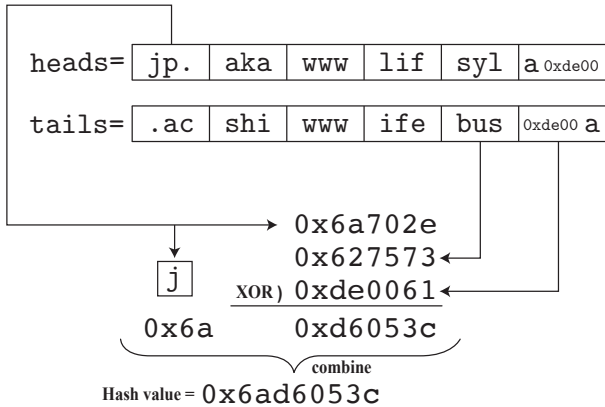 heads= jp. aka www lif syl a 0xde00
tails= .ac shi www ife bus 0xde00 a
0x6a702e
0x627573
j XOR ) 0xde0061
0x6a 0xd6053c
combine
Hash value = 0x6ad6053c